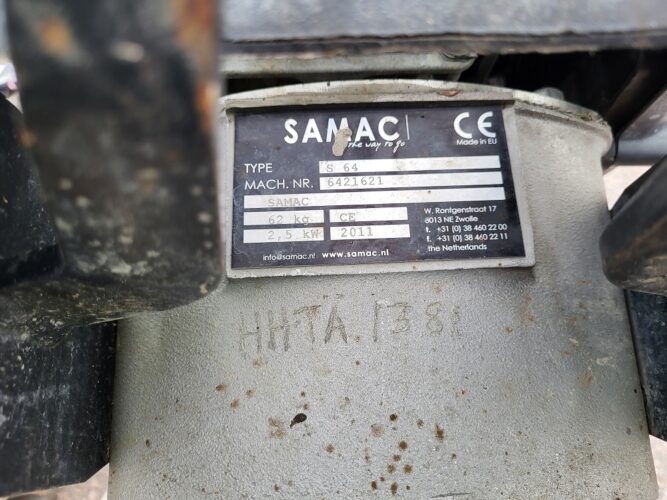 SAMAC
the way to go
CE
Made in EU
TYPE S 64
MACH. NR. 6421621
SAMAC
62 kg CE
2,5 kW 2011
W. Rontgenstraat 17
8013 NE Zwolle
t. +31 (0) 38 460 22 00
f. +31 (0) 38 460 22 11
the Netherlands
info@samac.nl www.samac.nl
HHTA 1381